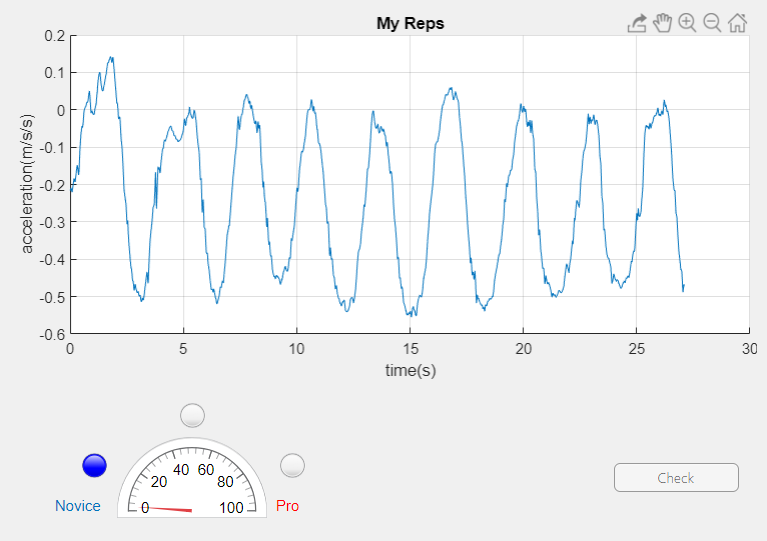 My Reps
0.2
0.1
0
-0.1
-0.2
-0.3
-0.4
-0.5
-0.6
acceleration(m/s/s)
0 5 10 15 20 25 30
time(s)
40 60
20 80
0 100
Novice
Pro
Check